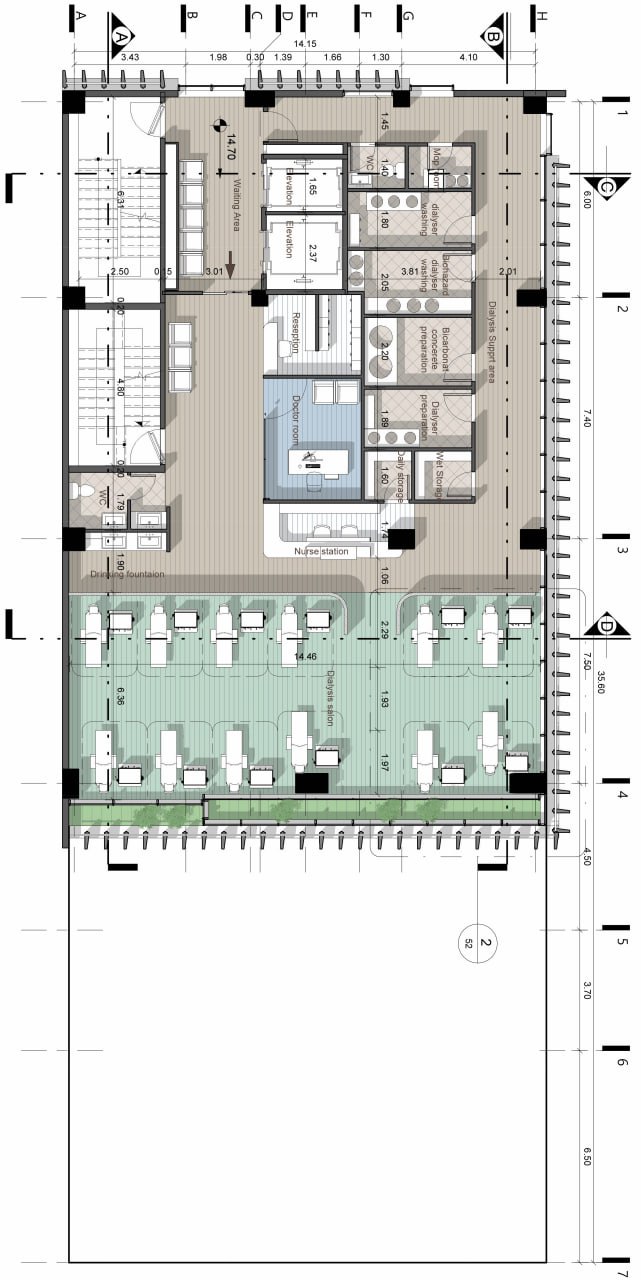 A
B
C
D
E
F
G
H
A
B
14.15
3.43
1.98
0.30
1.39
1.66
1.30
4.10
1
14.70
1.45
6.31
Waiting Area
Elevation
1.65
WC
1.40
Mop room
C
6.00
dialyser
washing
1.80
Elevation
2.37
Biohazard
dialyser
washing
2.05
3.81
2.01
2.50
0.15
3.01
0.20
2
Dialysis Supprt area
Reception
Bicarbonat
concerete
preparation
2.20
4.80
7.40
Doctor room
Dialyser
preparation
1.89
0.20
Daily storage
1.60
Wet Storage
WC
1.79
1.74
3
Nurse station
1.90
Drinking fountaion
1.06
2.29
D
14.46
7.50
35.60
Dialysis salon
6.36
1.93
1.97
4
4.50
2
52
5
3.70
6
6.50
7